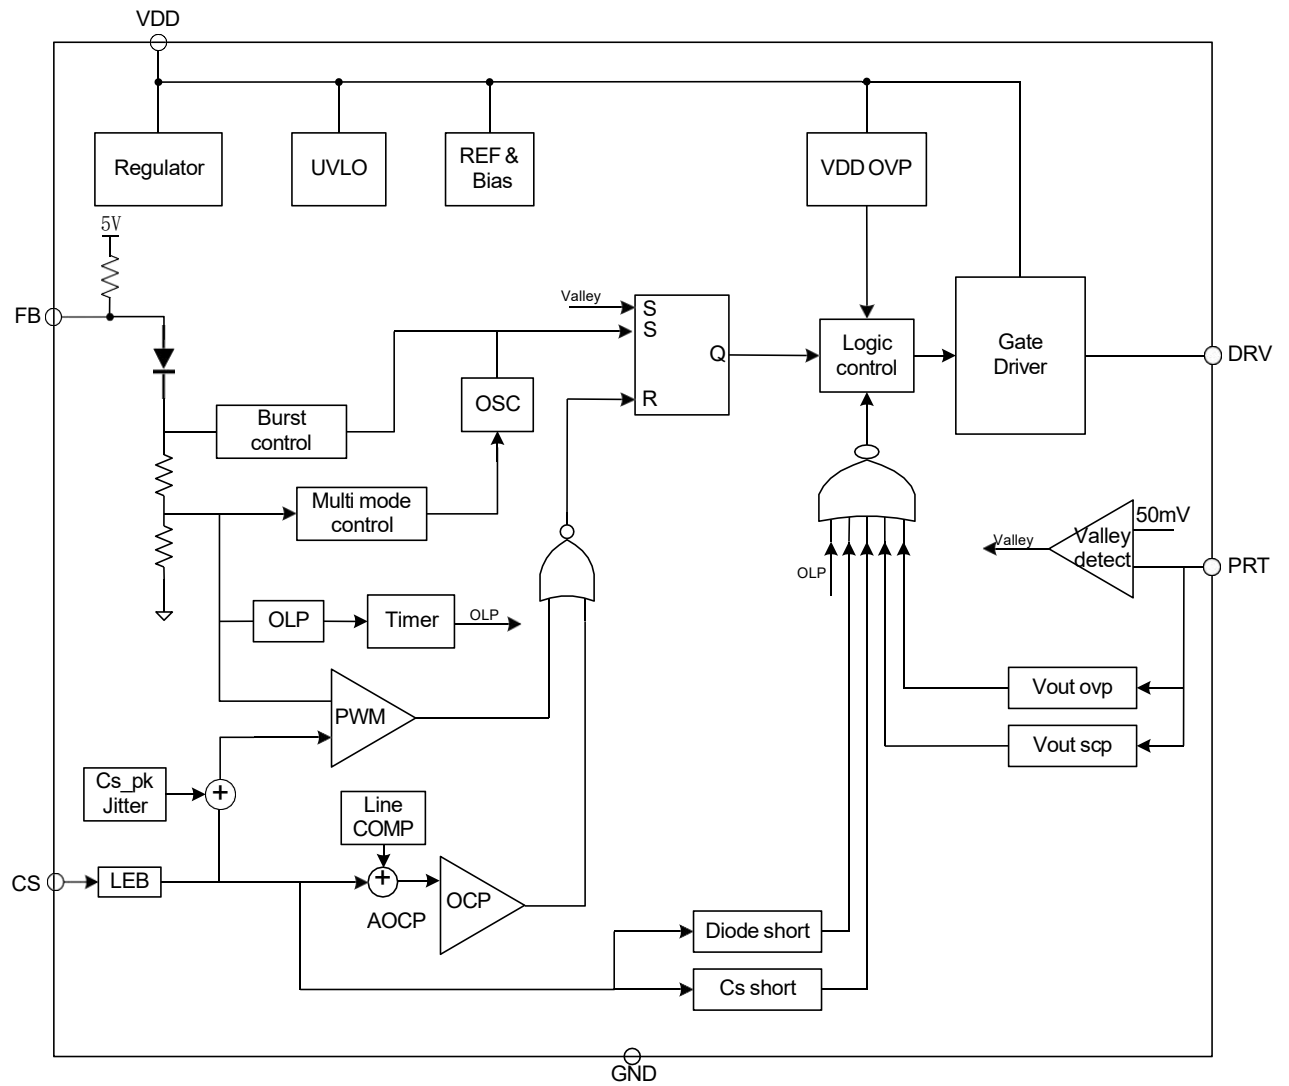 VDD
Regulator
UVLO
REF &
Bias
VDD OVP
5V
FB
Valley
S
S
Q
R
Logic
control
Gate
Driver
DRV
OSC
Burst
control
Multi mode
control
50mV
Valley
detect
Valley
PRT
OLP
OLP
Timer
OLP
Vout ovp
PWM
Vout scp
Cs_pk
Jitter
+
Line
COMP
CS
LEB
+
OCP
AOCP
Diode short
Cs short
GND